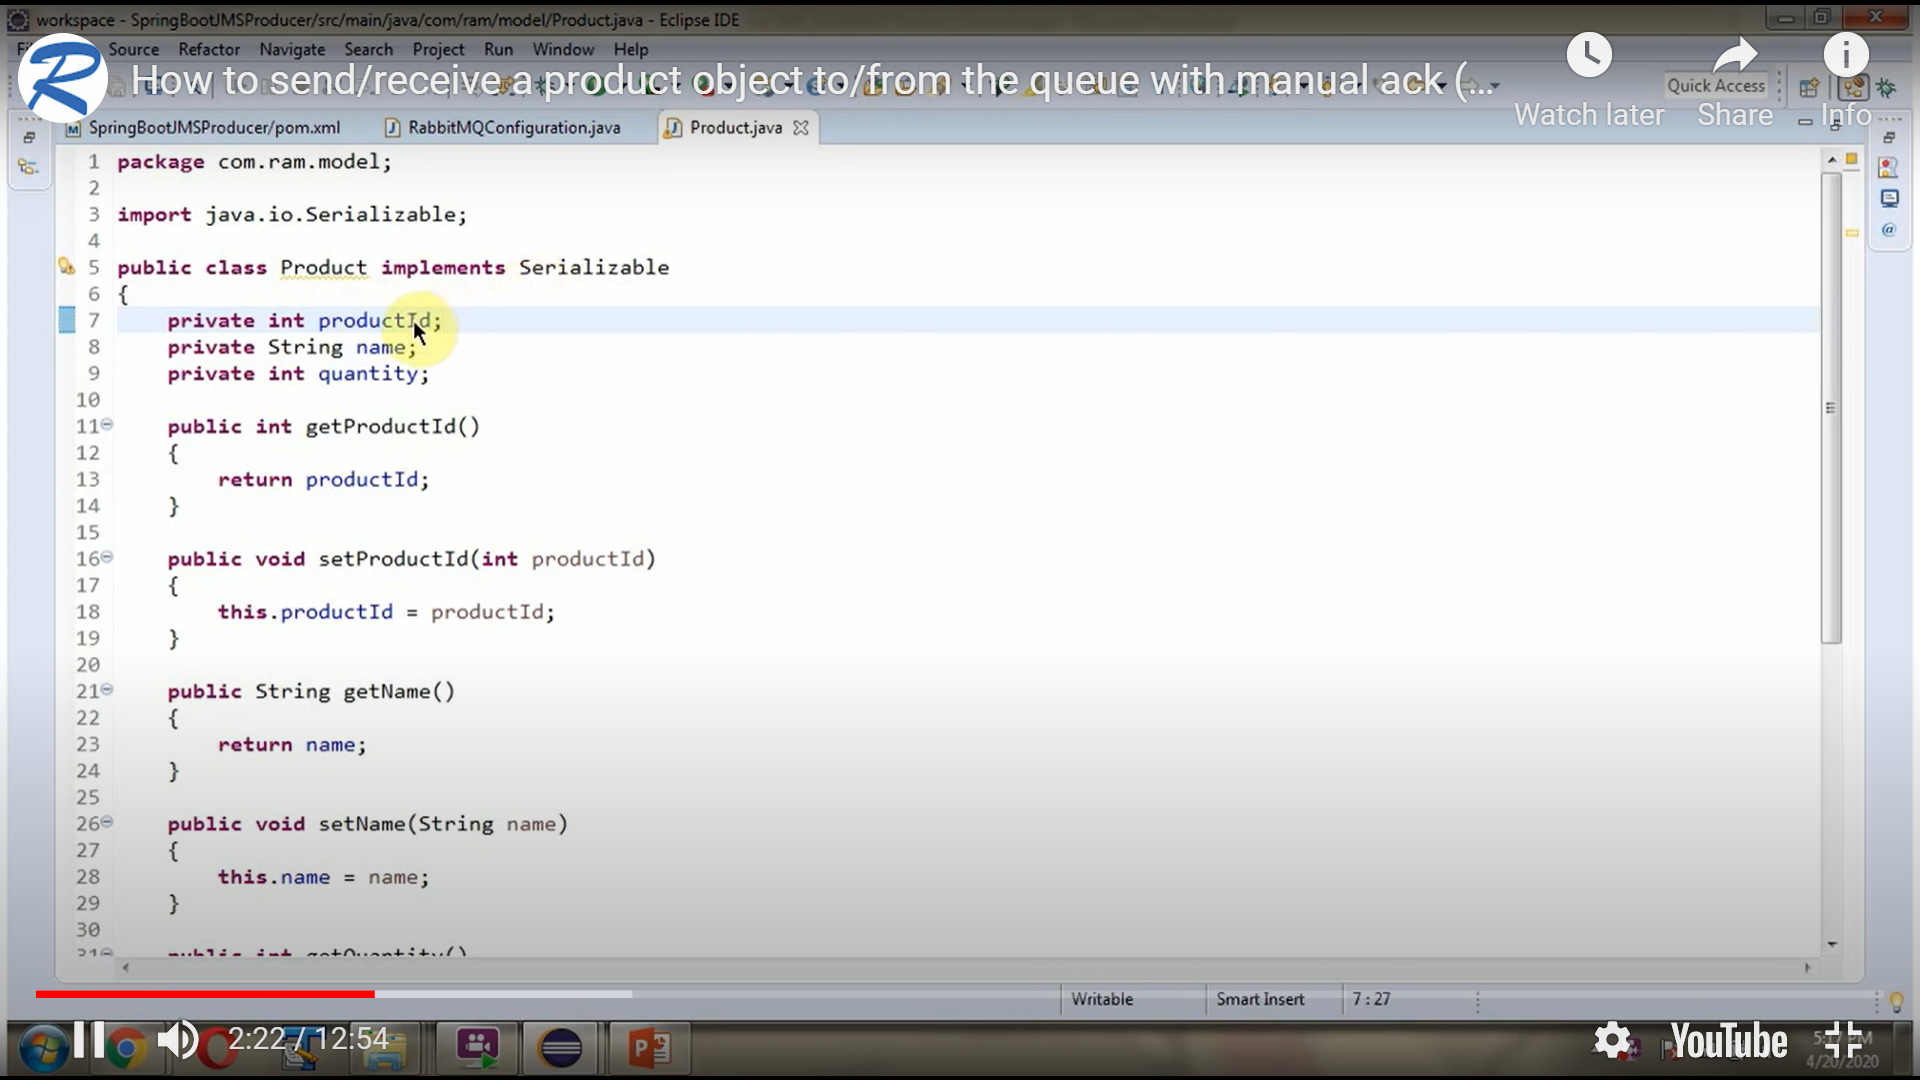 workspace - SpringBootJMSProducer/src/main/java/com/ram/model/Product.java - Eclipse IDE
Source Refactor Navigate Search Project Run Window Help
How to send/receive a product object to/from the queue with manual ack (...
Quick Access
Watch later Share Info
SpringBootJMSProducer/pom.xml RabbitMQConfiguration.java Product.java
1 package com.ram.model;
2
3 import java.io.Serializable;
4
5 public class Product implements Serializable
6 {
7 private int productId;
8 private String name;
9 private int quantity;
10
11 public int getProductId()
12 {
13 return productId;
14 }
15
16 public void setProductId(int productId)
17 {
18 this.productId = productId;
19 }
20
21 public String getName()
22 {
23 return name;
24 }
25
26 public void setName(String name)
27 {
28 this.name = name;
29 }
30
31 public int getQuantity()
Writable Smart Insert 7 : 27
2:22 / 12:54
YouTube
5:17 PM
4/20/2020